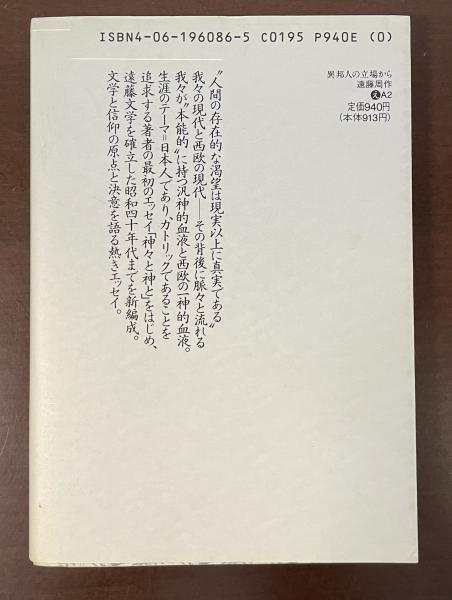 ISBN4-06-196086-5 C0195 P940E (0)
異邦人の立場から
遠藤周作
え A2
定価940円
(本体913円)
〝人間の存在的な渇望は現実以上に真実である〟
我々の現代と西欧の現代――その背後に脈々と流れる
我々が〝本能的〟に持つ汎神的血液と西欧の一神的血液。
生涯のテーマ=日本人であり、カトリックであることを
追求する著者の最初のエッセイ「神々と神と」をはじめ、
遠藤文学を確立した昭和四十年代までを新編成。
文学と信仰の原点と決意を語る熱きエッセイ。